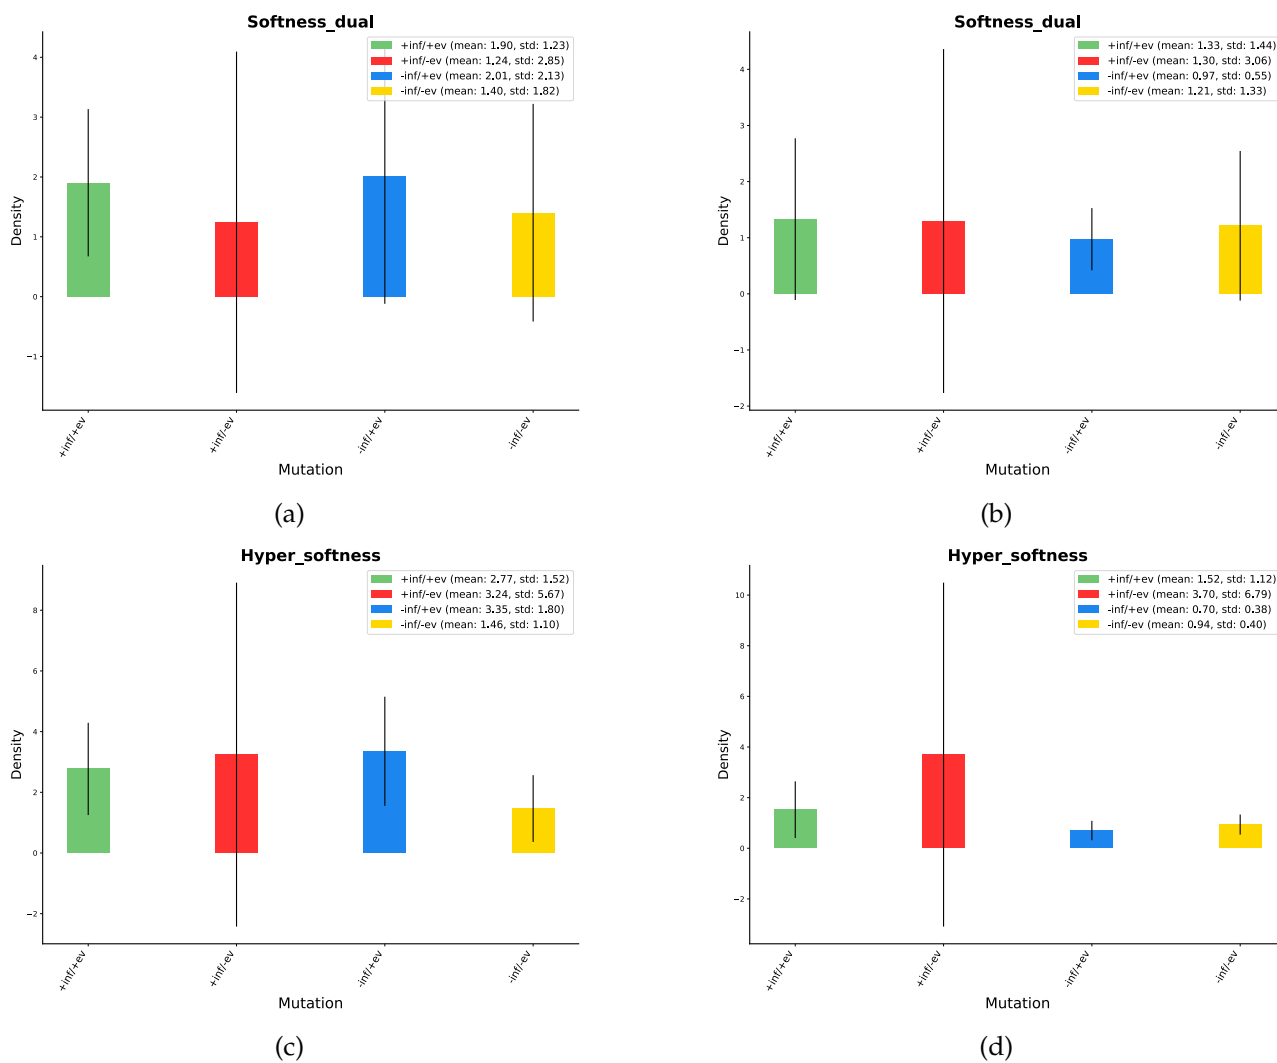 Softness_dual
+inf/+ev (mean: 1.90, std: 1.23)
+inf/-ev (mean: 1.24, std: 2.85)
-inf/+ev (mean: 2.01, std: 2.13)
-inf/-ev (mean: 1.40, std: 1.82)
4
3
2
1
0
−1
Density
+inf/+ev
+inf/-ev
-inf/+ev
-inf/-ev
Mutation
(a)
Softness_dual
+inf/+ev (mean: 1.33, std: 1.44)
+inf/-ev (mean: 1.30, std: 3.06)
-inf/+ev (mean: 0.97, std: 0.55)
-inf/-ev (mean: 1.21, std: 1.33)
4
3
2
1
0
−1
−2
Density
+inf/+ev
+inf/-ev
-inf/+ev
-inf/-ev
Mutation
(b)
Hyper_softness
+inf/+ev (mean: 2.77, std: 1.52)
+inf/-ev (mean: 3.24, std: 5.67)
-inf/+ev (mean: 3.35, std: 1.80)
-inf/-ev (mean: 1.46, std: 1.10)
8
6
4
2
0
−2
Density
+inf/+ev
+inf/-ev
-inf/+ev
-inf/-ev
Mutation
(c)
Hyper_softness
+inf/+ev (mean: 1.52, std: 1.12)
+inf/-ev (mean: 3.70, std: 6.79)
-inf/+ev (mean: 0.70, std: 0.38)
-inf/-ev (mean: 0.94, std: 0.40)
10
8
6
4
2
0
−2
Density
+inf/+ev
+inf/-ev
-inf/+ev
-inf/-ev
Mutation
(d)